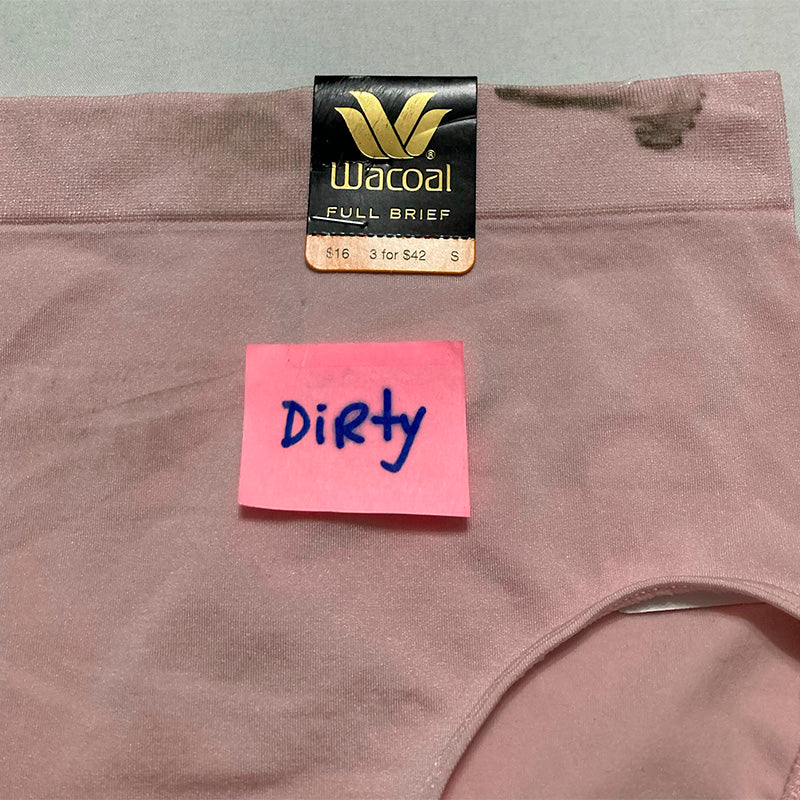 Wacoal®
FULL BRIEF
$16 3 for $42 S
DiRty